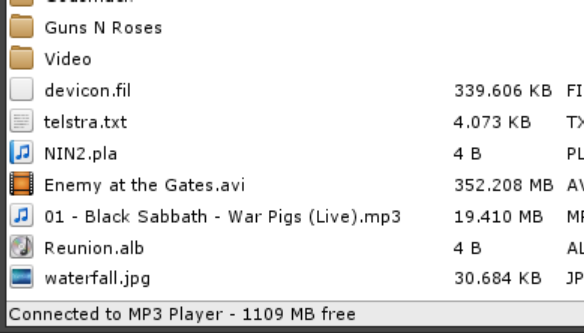 Guns N Roses
Video
devicon.fil 339.606 KB FI
telstra.txt 4.073 KB TX
NIN2.pla 4 B PL
Enemy at the Gates.avi 352.208 MB AV
01 - Black Sabbath - War Pigs (Live).mp3 19.410 MB MP
Reunion.alb 4 B AL
waterfall.jpg 30.684 KB JP
Connected to MP3 Player - 1109 MB free